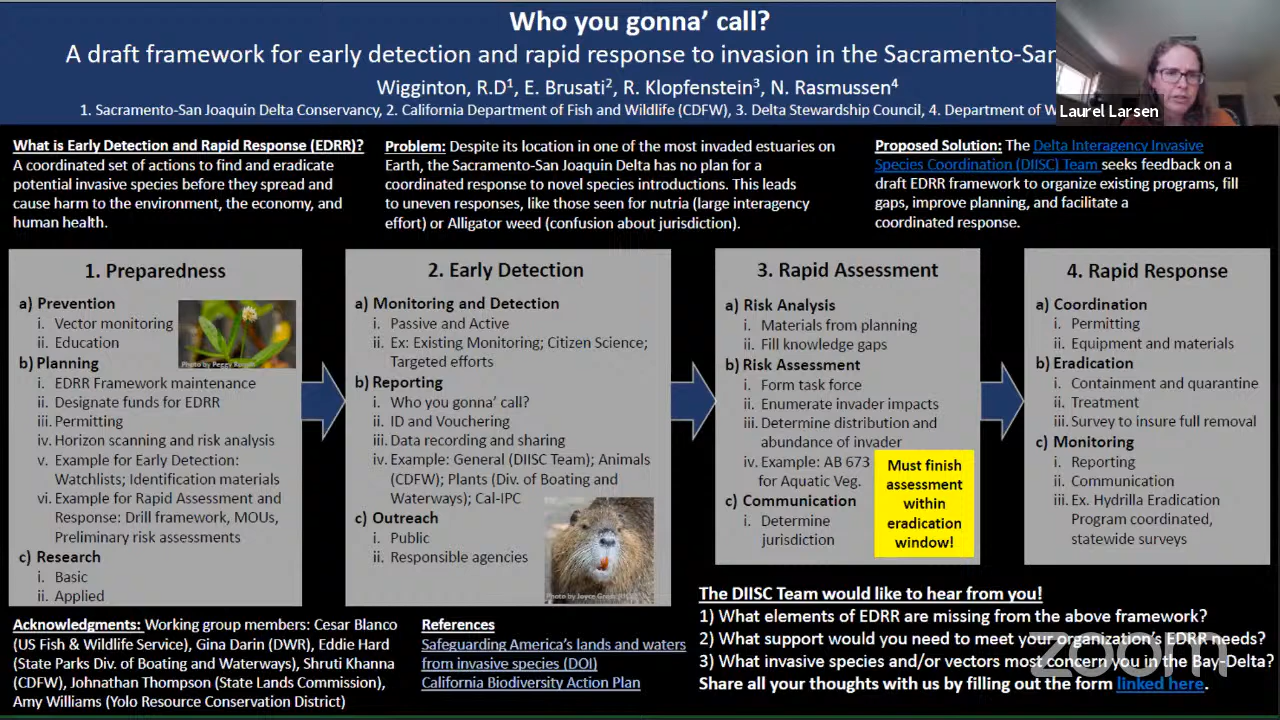 Who you gonna' call?
A draft framework for early detection and rapid response to invasion in the Sacramento-San
Wigginton, R.D¹, E. Brusati², R. Klopfenstein³, N. Rasmussen⁴
1. Sacramento-San Joaquin Delta Conservancy, 2. California Department of Fish and Wildlife (CDFW), 3. Delta Stewardship Council, 4. Department of W
Laurel Larsen
What is Early Detection and Rapid Response (EDRR)?
A coordinated set of actions to find and eradicate
potential invasive species before they spread and
cause harm to the environment, the economy, and
human health.
Problem: Despite its location in one of the most invaded estuaries on
Earth, the Sacramento-San Joaquin Delta has no plan for a
coordinated response to novel species introductions. This leads
to uneven responses, like those seen for nutria (large interagency
effort) or Alligator weed (confusion about jurisdiction).
Proposed Solution: The Delta Interagency Invasive
Species Coordination (DIISC) Team seeks feedback on a
draft EDRR framework to organize existing programs, fill
gaps, improve planning, and facilitate a
coordinated response.
1. Preparedness
a) Prevention
i. Vector monitoring
ii. Education
Photo by Peggy
b) Planning
i. EDRR Framework maintenance
ii. Designate funds for EDRR
iii. Permitting
iv. Horizon scanning and risk analysis
v. Example for Early Detection:
Watchlists; Identification materials
vi. Example for Rapid Assessment and
Response: Drill framework, MOUs,
Preliminary risk assessments
c) Research
i. Basic
ii. Applied
2. Early Detection
a) Monitoring and Detection
i. Passive and Active
ii. Ex: Existing Monitoring; Citizen Science;
Targeted efforts
b) Reporting
i. Who you gonna' call?
ii. ID and Vouchering
iii. Data recording and sharing
iv. Example: General (DIISC Team); Animals
(CDFW); Plants (Div. of Boating and
Waterways); Cal-IPC
c) Outreach
i. Public
ii. Responsible agencies
Photo by Joyce
3. Rapid Assessment
a) Risk Analysis
i. Materials from planning
ii. Fill knowledge gaps
b) Risk Assessment
i. Form task force
ii. Enumerate invader impacts
iii. Determine distribution and
abundance of invader
iv. Example: AB 673
for Aquatic Veg.
c) Communication
i. Determine
jurisdiction
Must finish
assessment
within
eradication
window!
4. Rapid Response
a) Coordination
i. Permitting
ii. Equipment and materials
b) Eradication
i. Containment and quarantine
ii. Treatment
iii. Survey to insure full removal
c) Monitoring
i. Reporting
ii. Communication
iii. Ex. Hydrilla Eradication
Program coordinated,
statewide surveys
Acknowledgments: Working group members: Cesar Blanco
(US Fish & Wildlife Service), Gina Darin (DWR), Eddie Hard
(State Parks Div. of Boating and Waterways), Shruti Khanna
(CDFW), Johnathan Thompson (State Lands Commission),
Amy Williams (Yolo Resource Conservation District)
References
Safeguarding America's lands and waters
from invasive species (DOI)
California Biodiversity Action Plan
The DIISC Team would like to hear from you!
1) What elements of EDRR are missing from the above framework?
2) What support would you need to meet your organization's EDRR needs?
3) What invasive species and/or vectors most concern you in the Bay-Delta?
Share all your thoughts with us by filling out the form linked here.
zoom